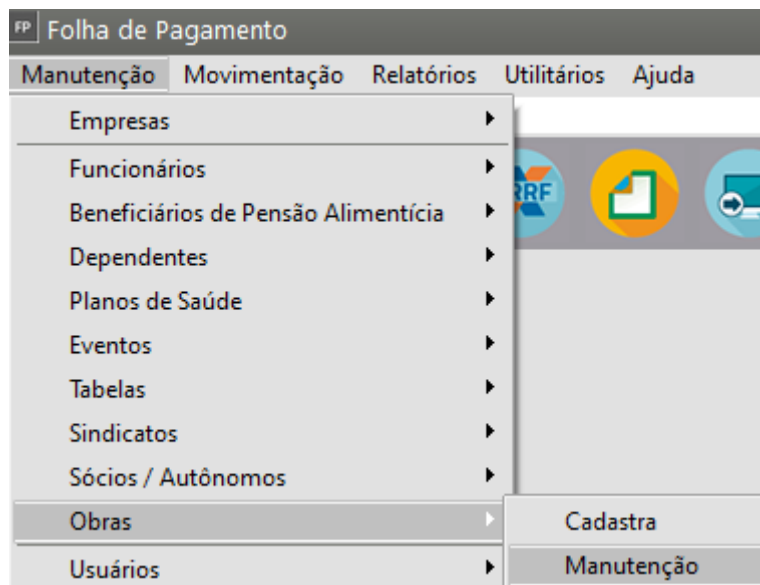 FP Folha de Pagamento
Manutenção Movimentação Relatórios Utilitários Ajuda
Empresas
Funcionários
RRF
Beneficiários de Pensão Alimentícia
Dependentes
Planos de Saúde
Eventos
Tabelas
Sindicatos
Sócios / Autônomos
Obras
Cadastra
Usuários
Manutenção